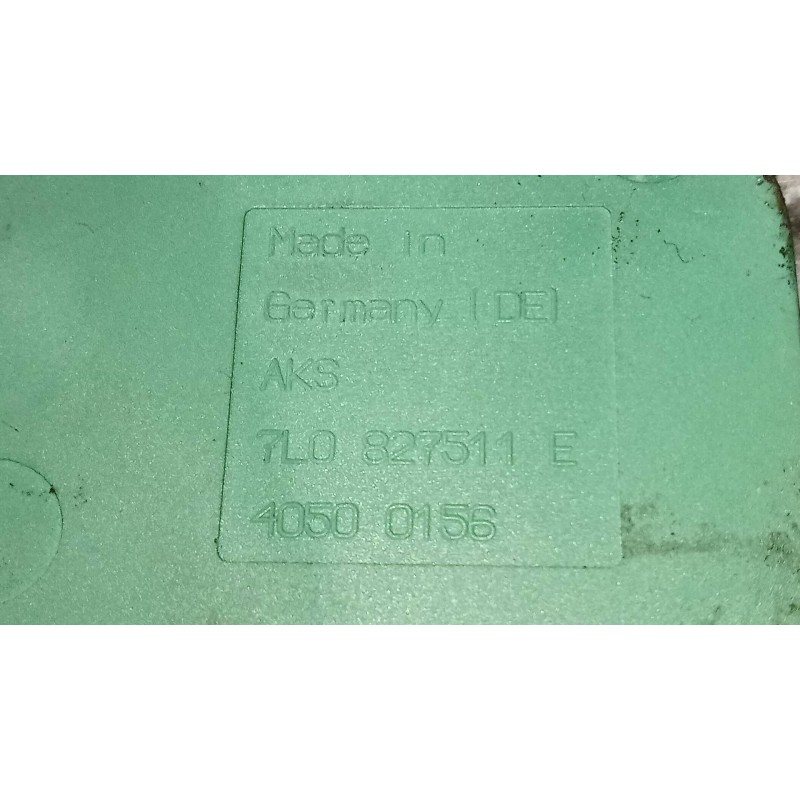 Made in
Germany (DE)
AKS
7L0 827511 E
4050 0156